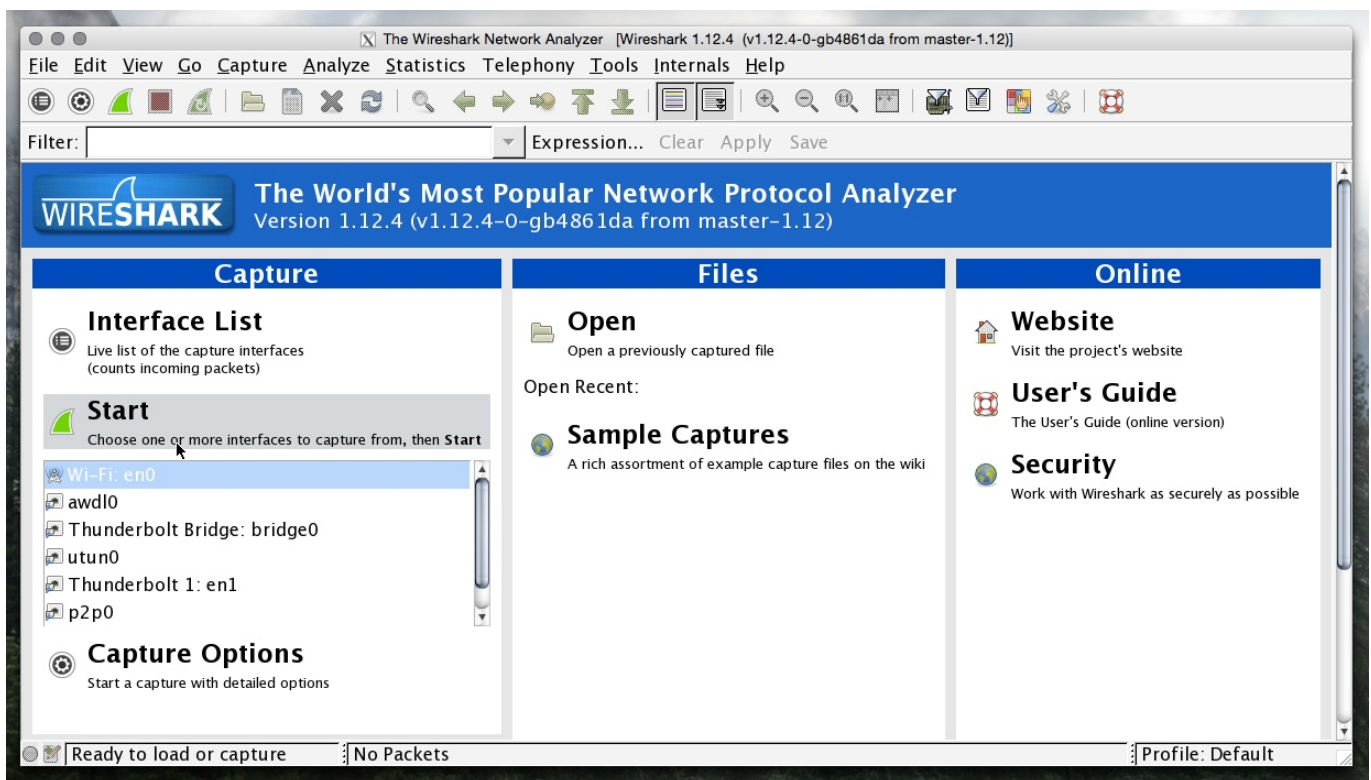 The Wireshark Network Analyzer [Wireshark 1.12.4 (v1.12.4-0-gb4861da from master-1.12)]
File Edit View Go Capture Analyze Statistics Telephony Tools Internals Help
Filter: Expression... Clear Apply Save
WIRESHARK
The World's Most Popular Network Protocol Analyzer
Version 1.12.4 (v1.12.4-0-gb4861da from master-1.12)
Capture
Interface List
Live list of the capture interfaces
(counts incoming packets)
Start
Choose one or more interfaces to capture from, then Start
Wi-Fi: en0
awdl0
Thunderbolt Bridge: bridge0
utun0
Thunderbolt 1: en1
p2p0
Capture Options
Start a capture with detailed options
Files
Open
Open a previously captured file
Open Recent:
Sample Captures
A rich assortment of example capture files on the wiki
Online
Website
Visit the project's website
User's Guide
The User's Guide (online version)
Security
Work with Wireshark as securely as possible
Ready to load or capture
No Packets
Profile: Default